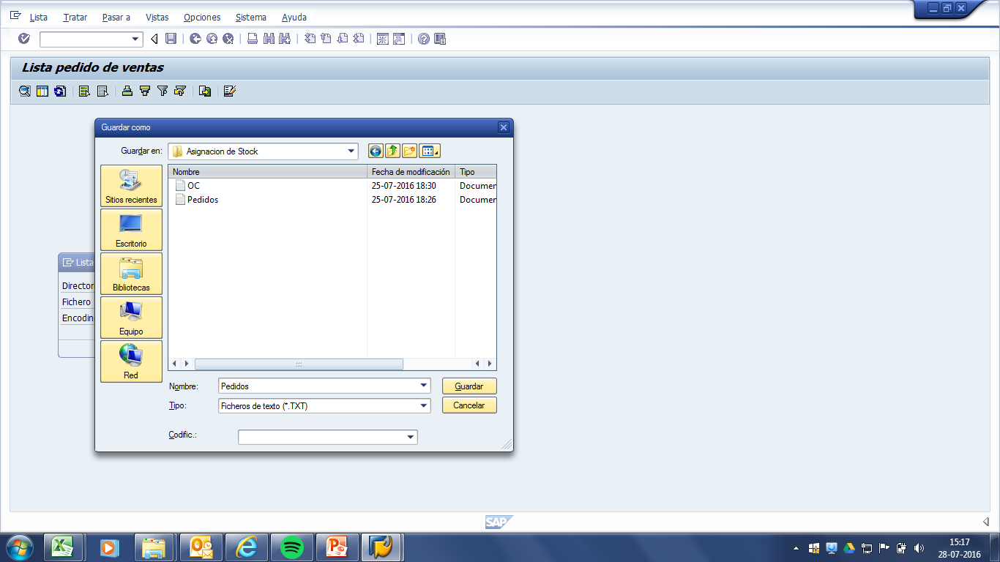 Lista Tratar Pasar a Vistas Opciones Sistema Ayuda
Lista pedido de ventas
Guardar como
Guardar en: Asignacion de Stock
Nombre Fecha de modificación Tipo
OC 25-07-2016 18:30 Documen
Pedidos 25-07-2016 18:26 Documen
Sitios recientes
Escritorio
Bibliotecas
Equipo
Red
Lista
Director
Fichero
Encodin
Nombre: Pedidos Guardar
Tipo: Ficheros de texto (*.TXT) Cancelar
Codific.:
SAP
15:17
28-07-2016